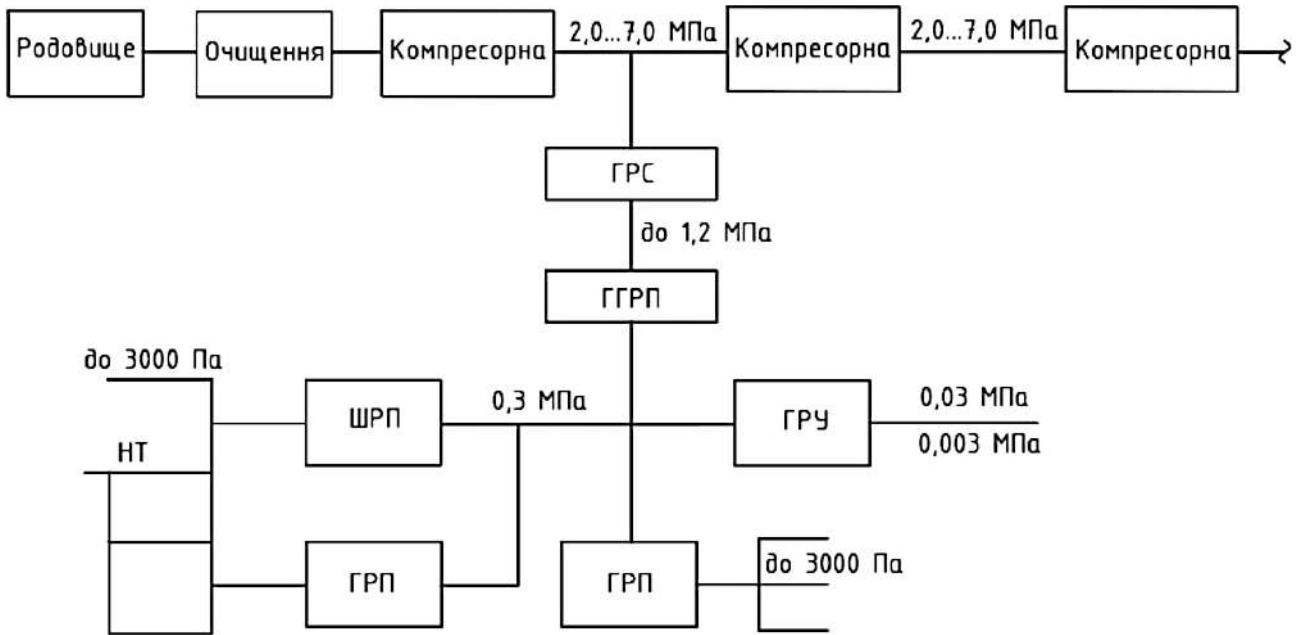 Родовище
Очищення
Компресорна
2,0...7,0 МПа
Компресорна
2,0...7,0 МПа
Компресорна
ГРС
до 1,2 МПа
ГГРП
до 3000 Па
ШРП
0,3 МПа
ГРУ
0,03 МПа
0,003 МПа
НТ
ГРП
ГРП
до 3000 Па